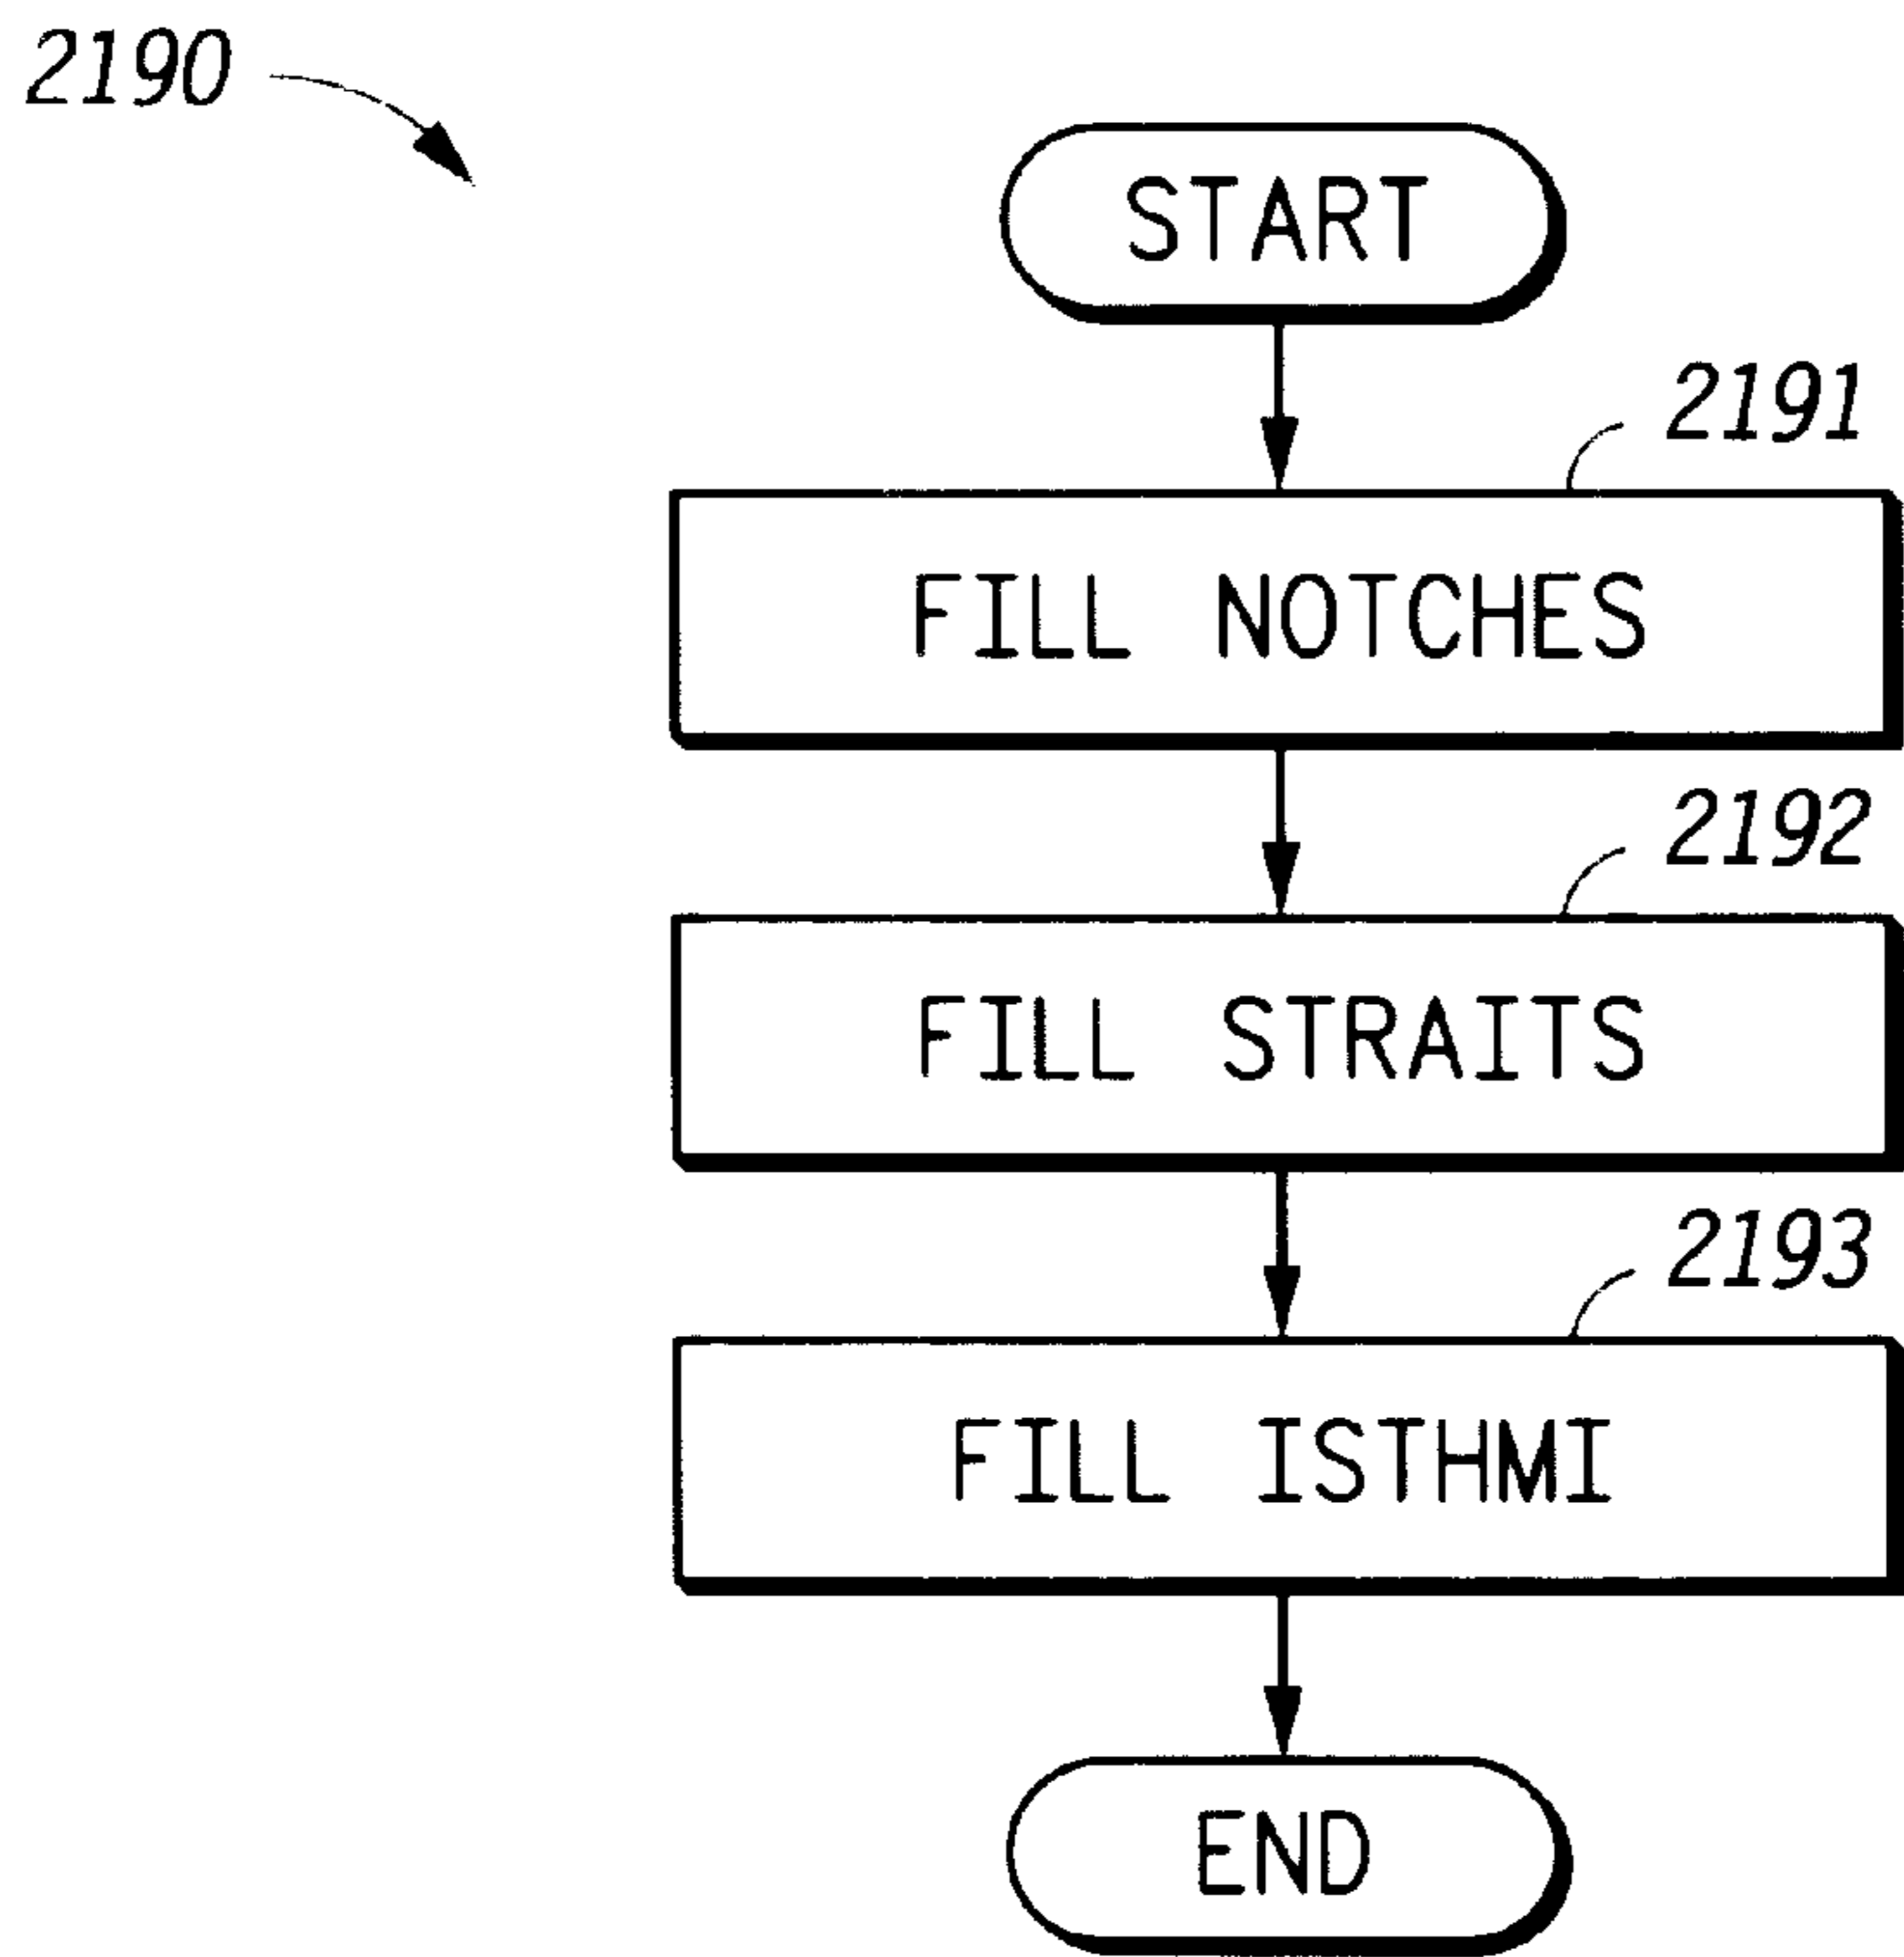 2190
START
2191
FILL NOTCHES
2192
FILL STRAITS
2193
FILL ISTHMI
END